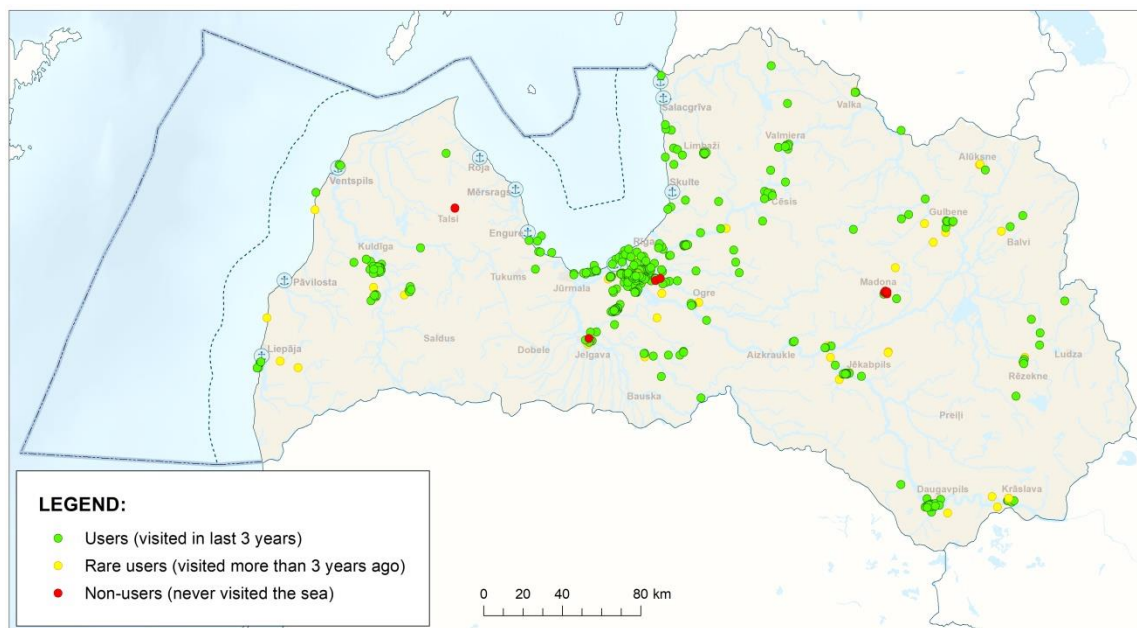 Salacgrīva
Valka
Valmiera
Limbaži
Alūksne
Roja
Ventspils
Mērsrags
Skulte
Cēsis
Talsi
Gulbene
Engure
Balvi
Rīga
Kuldīga
Tukums
Pāvilosta
Jūrmala
Ogre
Madona
Saldus
Liepāja
Dobele
Jelgava
Aizkraukle
Jēkabpils
Ludza
Rēzekne
Bauska
Preiļi
Daugavpils
Krāslava
LEGEND:
Users (visited in last 3 years)
Rare users (visited more than 3 years ago)
Non-users (never visited the sea)
0 20 40 80 km